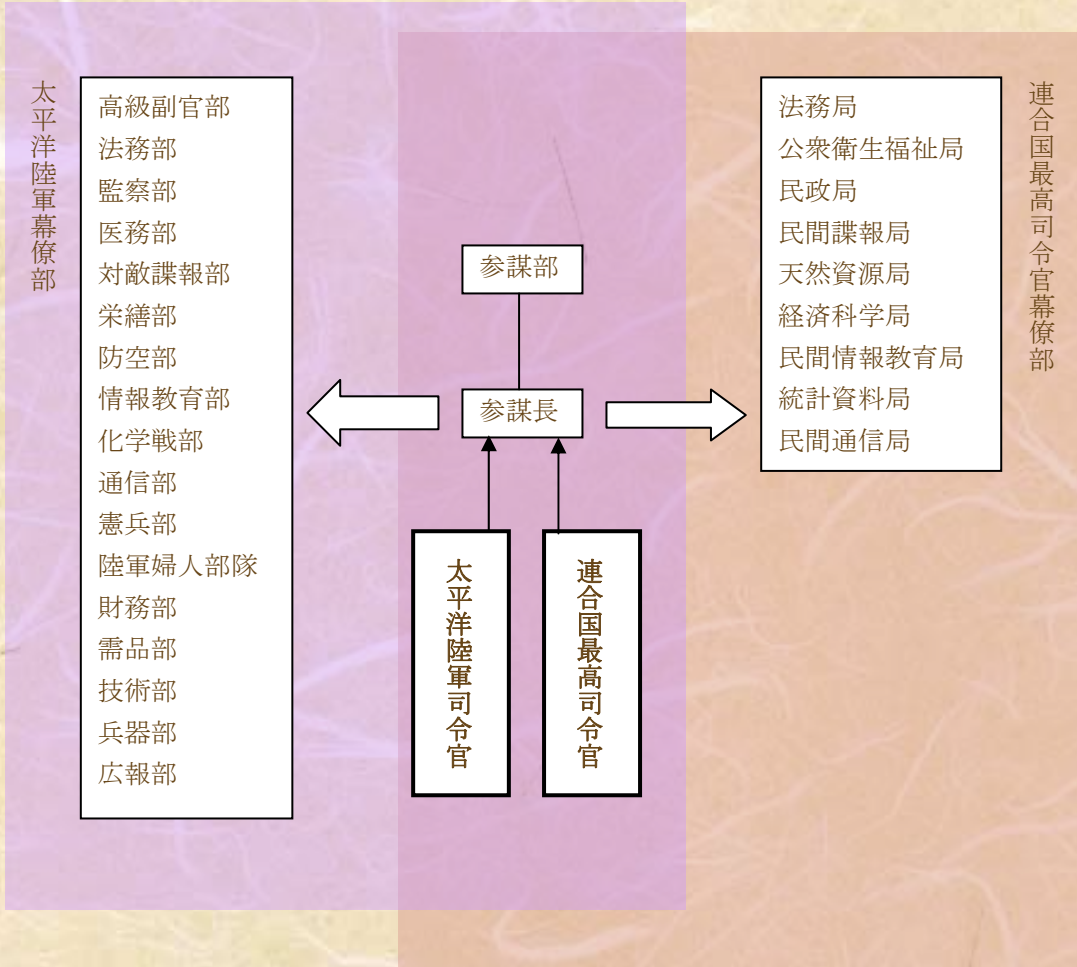 太平洋陸軍幕僚部
高級副官部
法務部
監察部
医務部
対敵諜報部
栄繕部
防空部
情報教育部
化学戦部
通信部
憲兵部
陸軍婦人部隊
財務部
需品部
技術部
兵器部
広報部
参謀部
参謀長
太平洋陸軍司令官
連合国最高司令官
法務局
公衆衛生福祉局
民政局
民間諜報局
天然資源局
経済科学局
民間情報教育局
統計資料局
民間通信局
連合国最高司令官幕僚部